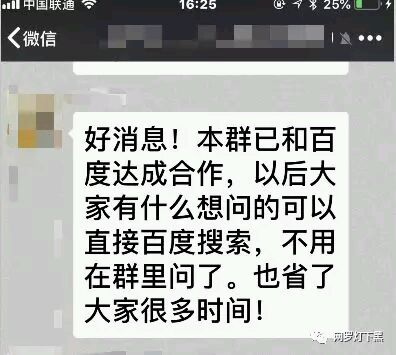 中国联通 16:25 25%
微信
好消息！本群已和百
度达成合作，以后大
家有什么想问的可以
直接百度搜索，不用
在群里问了。也省了
大家很多时间！
网罗灯下黑